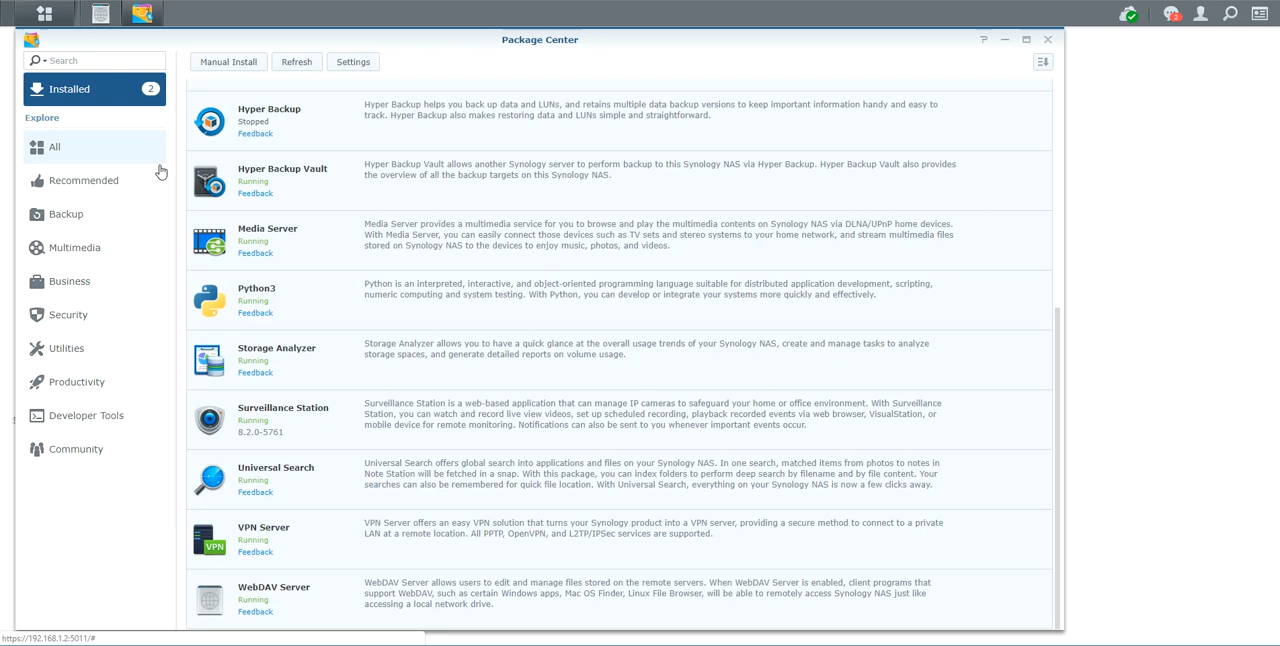 2
Package Center
Search
Manual Install
Refresh
Settings
Installed
2
Explore
All
Recommended
Backup
Multimedia
Business
Security
Utilities
Productivity
Developer Tools
Community
Hyper Backup
Stopped
Feedback
Hyper Backup helps you back up data and LUNs, and retains multiple data backup versions to keep important information handy and easy to
track. Hyper Backup also makes restoring data and LUNs simple and straightforward.
Hyper Backup Vault
Running
Feedback
Hyper Backup Vault allows another Synology server to perform backup to this Synology NAS via Hyper Backup. Hyper Backup Vault also provides
the overview of all the backup targets on this Synology NAS.
Media Server
Running
Feedback
Media Server provides a multimedia service for you to browse and play the multimedia contents on Synology NAS via DLNA/UPnP home devices.
With Media Server, you can easily connect those devices such as TV sets and stereo systems to your home network, and stream multimedia files
stored on Synology NAS to the devices to enjoy music, photos, and videos.
Python3
Running
Feedback
Python is an interpreted, interactive, and object-oriented programming language suitable for distributed application development, scripting,
numeric computing and system testing. With Python, you can develop or integrate your systems more quickly and effectively.
Storage Analyzer
Running
Feedback
Storage Analyzer allows you to have a quick glance at the overall usage trends of your Synology NAS, create and manage tasks to analyze
storage spaces, and generate detailed reports on volume usage.
Surveillance Station
Running
8.2.0-5761
Surveillance Station is a web-based application that can manage IP cameras to safeguard your home or office environment. With Surveillance
Station, you can watch and record live view videos, set up scheduled recording, playback recorded events via web browser, VisualStation, or
mobile device for remote monitoring. Notifications can also be sent to you whenever important events occur.
Universal Search
Running
Feedback
Universal Search offers global search into applications and files on your Synology NAS. In one search, matched items from photos to notes in
Note Station will be fetched in a snap. With this package, you can index folders to perform deep search by filename and by file content. Your
searches can also be remembered for quick file location. With Universal Search, everything on your Synology NAS is now a few clicks away.
VPN
VPN Server
Running
Feedback
VPN Server offers an easy VPN solution that turns your Synology product into a VPN server, providing a secure method to connect to a private
LAN at a remote location. All PPTP, OpenVPN, and L2TP/IPSec services are supported.
WebDAV Server
Running
Feedback
WebDAV Server allows users to edit and manage files stored on the remote servers. When WebDAV Server is enabled, client programs that
support WebDAV, such as certain Windows apps, Mac OS Finder, Linux File Browser, will be able to remotely access Synology NAS just like
accessing a local network drive.
https://192.168.1.2:5011/#